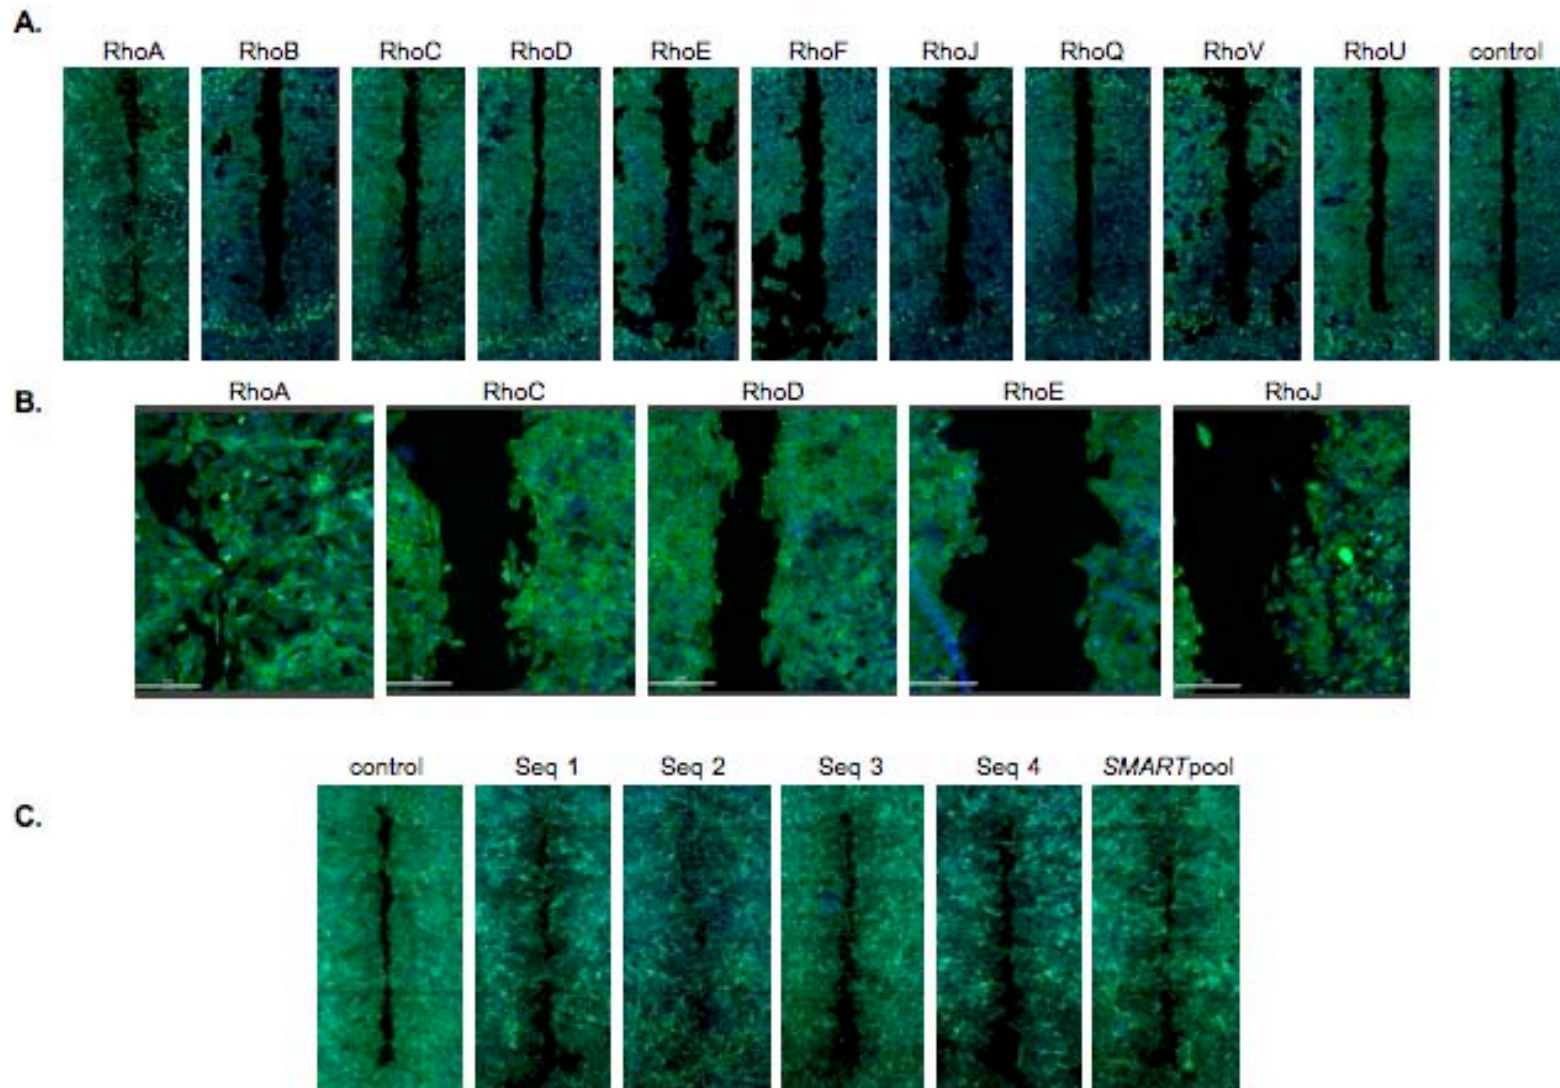 A.
RhoA RhoB RhoC RhoD RhoE RhoF RhoJ RhoQ RhoV RhoU control
B.
RhoA RhoC RhoD RhoE RhoJ
C.
control Seq 1 Seq 2 Seq 3 Seq 4 SMARTpool